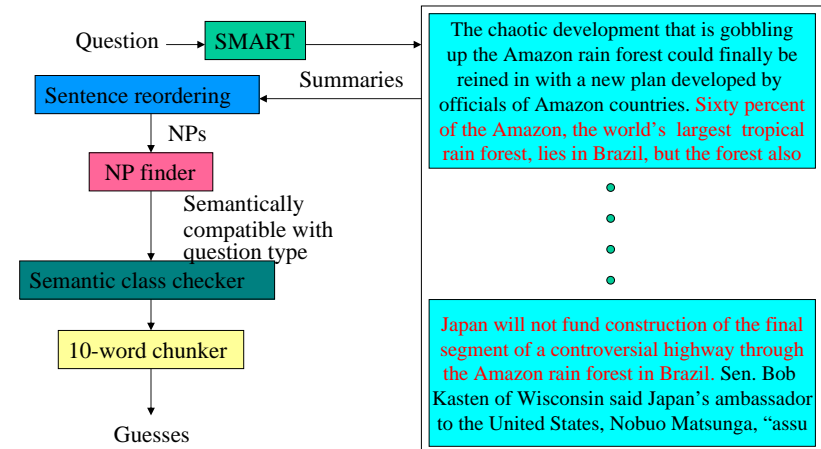 Question
SMART
Summaries
Sentence reordering
NPs
NP finder
Semantically
compatible with
question type
Semantic class checker
10-word chunker
Guesses
The chaotic development that is gobbling
up the Amazon rain forest could finally be
reined in with a new plan developed by
officials of Amazon countries. Sixty percent
of the Amazon, the world’s largest tropical
rain forest, lies in Brazil, but the forest also
Japan will not fund construction of the final
segment of a controversial highway through
the Amazon rain forest in Brazil. Sen. Bob
Kasten of Wisconsin said Japan’s ambassador
to the United States, Nobuo Matsunga, “assu